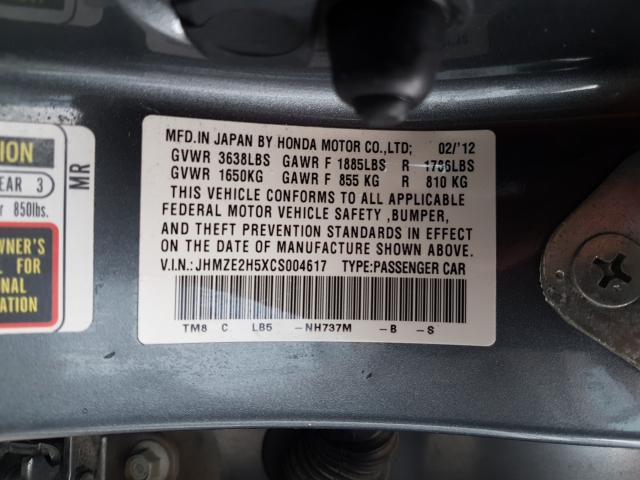 MFD.IN JAPAN BY HONDA MOTOR CO.,LTD; 02/'12
GVWR 3638LBS GAWR F 1885LBS R 1786LBS
GVWR 1650KG GAWR F 855 KG R 810 KG
THIS VEHICLE CONFORMS TO ALL APPLICABLE
FEDERAL MOTOR VEHICLE SAFETY ,BUMPER,
AND THEFT PREVENTION STANDARDS IN EFFECT
ON THE DATE OF MANUFACTURE SHOWN ABOVE.
V.I.N.: JHMZE2H5XCS004617 TYPE:PASSENGER CAR
TM8 C LB5 -NH737M -B -S
MR
ION
EAR 3
850lbs.
WNER'S
L FOR
ONAL
MATION